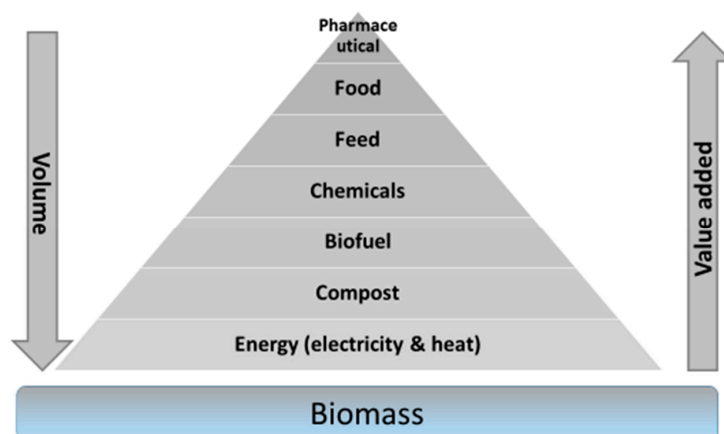 Pharmace
utical
Food
Feed
Chemicals
Biofuel
Compost
Energy (electricity & heat)
Volume
Value added
Biomass